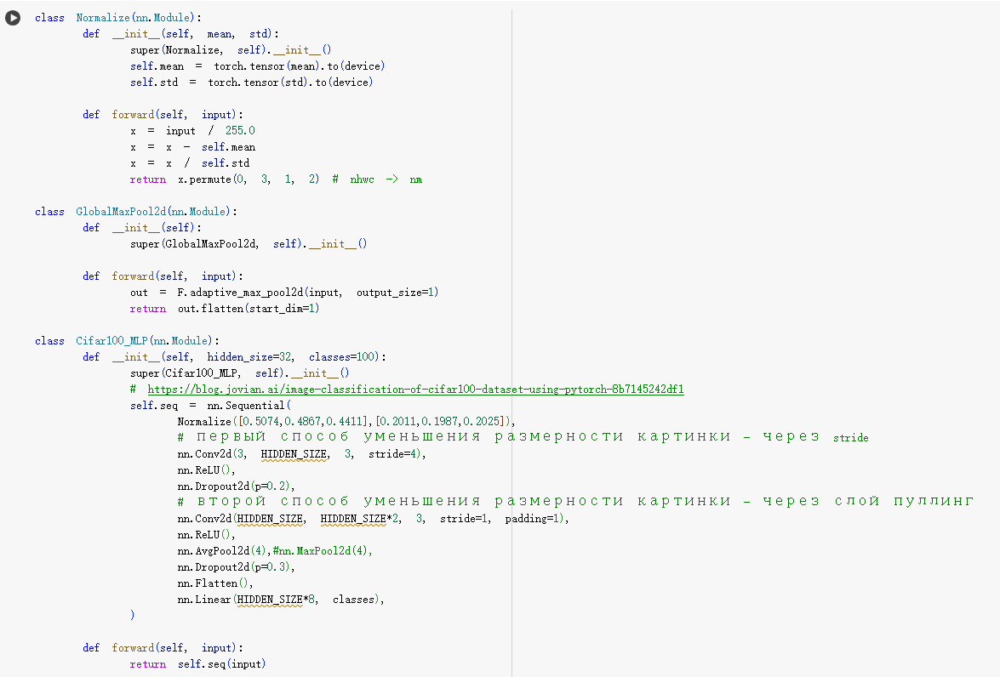 class Normalize(nn.Module):
def __init__(self, mean, std):
super(Normalize, self).__init__()
self.mean = torch.tensor(mean).to(device)
self.std = torch.tensor(std).to(device)
def forward(self, input):
x = input / 255.0
x = x - self.mean
x = x / self.std
return x.permute(0, 3, 1, 2) # nhwc -> nm
class GlobalMaxPool2d(nn.Module):
def __init__(self):
super(GlobalMaxPool2d, self).__init__()
def forward(self, input):
out = F.adaptive_max_pool2d(input, output_size=1)
return out.flatten(start_dim=1)
class Cifar100_MLP(nn.Module):
def __init__(self, hidden_size=32, classes=100):
super(Cifar100_MLP, self).__init__()
# https://blog.jovian.ai/image-classification-of-cifar100-dataset-using-pytorch-8b7145242df1
self.seq = nn.Sequential(
Normalize([0.5074,0.4867,0.4411],[0.2011,0.1987,0.2025]),
# первый способ уменьшения размерности картинки - через stride
nn.Conv2d(3, HIDDEN_SIZE, 3, stride=4),
nn.ReLU(),
nn.Dropout2d(p=0.2),
# второй способ уменьшения размерности картинки - через слой пуллинг
nn.Conv2d(HIDDEN_SIZE, HIDDEN_SIZE*2, 3, stride=1, padding=1),
nn.ReLU(),
nn.AvgPool2d(4),#nn.MaxPool2d(4),
nn.Dropout2d(p=0.3),
nn.Flatten(),
nn.Linear(HIDDEN_SIZE*8, classes),
)
def forward(self, input):
return self.seq(input)